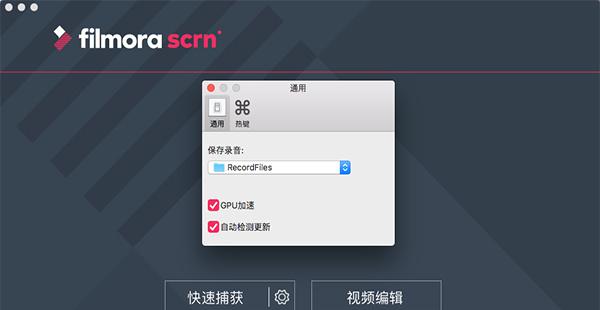 filmora scrn
通用
通用
热键
保存录音:
RecordFiles
GPU加速
自动检测更新
快速捕获
视频编辑